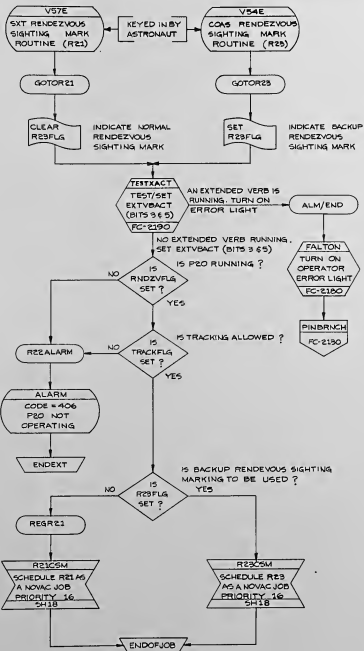 V57E
SXT RENDEZVOUS
SIGHTING MARK
ROUTINE (R21)
KEYED IN BY
ASTRONAUT
V54E
COAS RENDEZVOUS
SIGHTING MARK
ROUTINE (R23)
GOTOR21
GOTOR23
CLEAR
R23FLG
INDICATE NORMAL
RENDEZVOUS
SIGHTING MARK
SET
R23FLG
INDICATE BACKUP
RENDEZVOUS
SIGHTING MARK
TESTXACT
TEST/SET
EXTVBACT
(BITS 3 & 5)
FC-2190
AN EXTENDED VERB IS
RUNNING. TURN ON
ERROR LIGHT
ALM/END
NO EXTENDED VERB RUNNING,
SET EXTVBACT (BITS 3 & 5)
FALTON
TURN ON
OPERATOR
ERROR LIGHT
FC-2180
PINBRNCH
FC-2130
IS P20 RUNNING ?
NO
IS
RNDZVFLG
SET ?
YES
IS TRACKING ALLOWED ?
R22ALARM
NO
IS
TRACKFLG
SET ?
YES
ALARM
CODE = 406
P20 NOT
OPERATING
ENDEXT
IS BACKUP RENDEVOUS SIGHTING
MARKING TO BE USED ?
NO
IS
R23FLG
SET ?
YES
REGR21
R21CSM
SCHEDULE R21 AS
A NOVAC JOB
PRIORITY 16
SH18
R23CSM
SCHEDULE R23
AS A NOVAC JOB
PRIORITY 16
SH18
ENDOFJOB